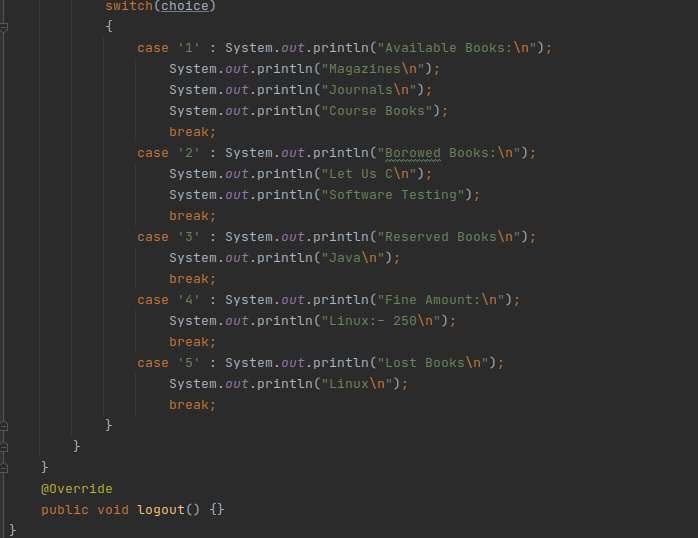 switch(choice)
{
case '1' : System.out.println("Available Books:\n");
System.out.println("Magazines\n");
System.out.println("Journals\n");
System.out.println("Course Books");
break;
case '2' : System.out.println("Borowed Books:\n");
System.out.println("Let Us C\n");
System.out.println("Software Testing");
break;
case '3' : System.out.println("Reserved Books\n");
System.out.println("Java\n");
break;
case '4' : System.out.println("Fine Amount:\n");
System.out.println("Linux:- 250\n");
break;
case '5' : System.out.println("Lost Books\n");
System.out.println("Linux\n");
break;
}
}
}
@Override
public void logout() {}
}